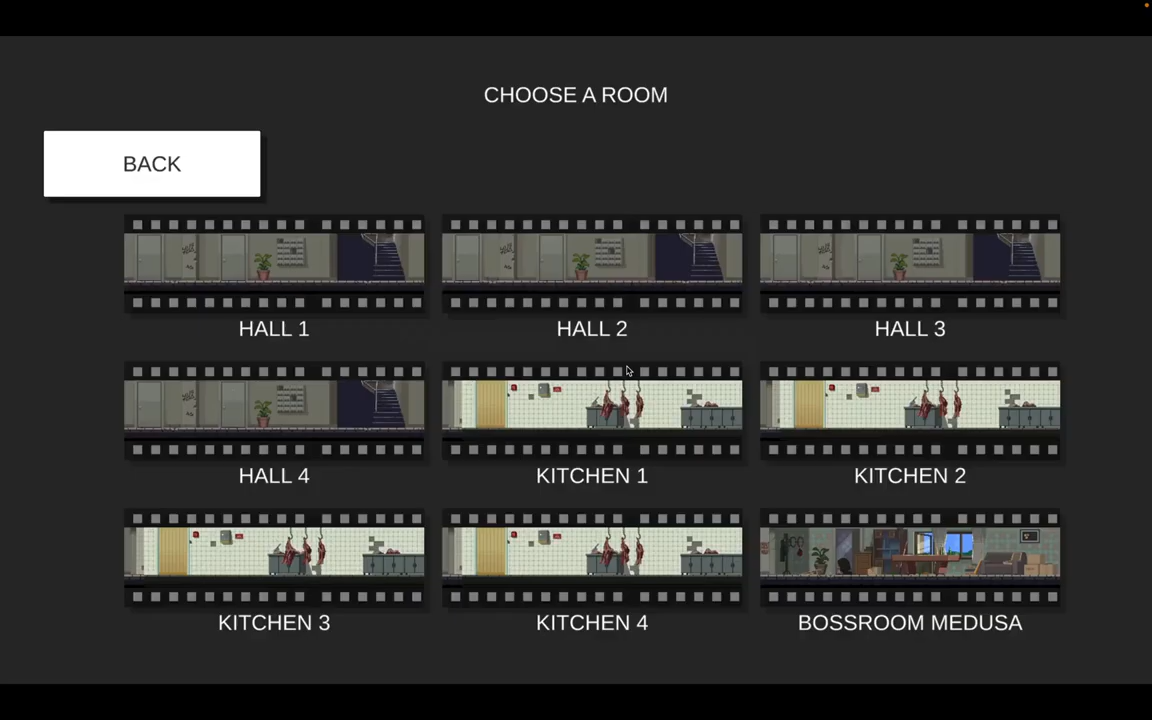 CHOOSE A ROOM
BACK
HALL 1
HALL 2
HALL 3
HALL 4
KITCHEN 1
KITCHEN 2
KITCHEN 3
KITCHEN 4
BOSSROOM MEDUSA